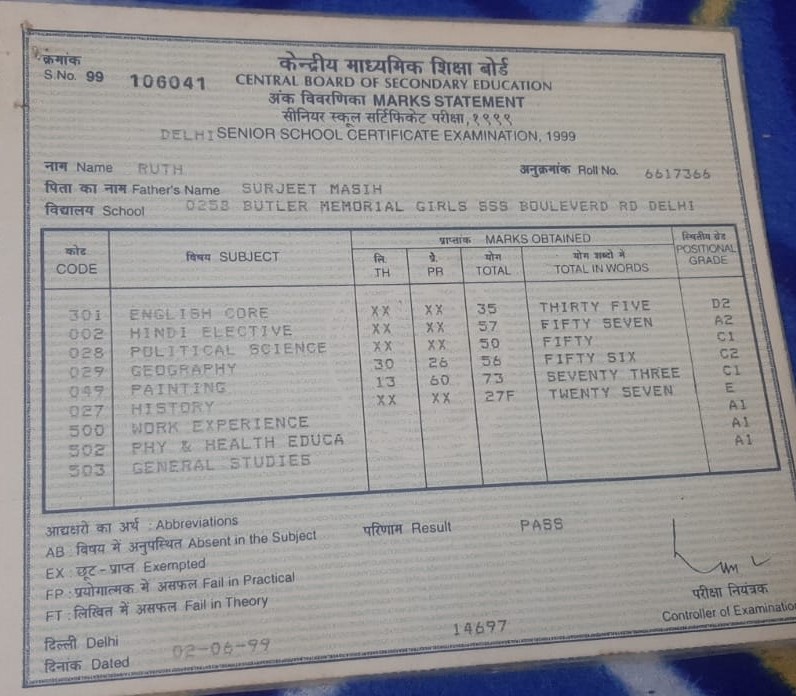 क्रमांक
S.No. 99 106041
केन्द्रीय माध्यमिक शिक्षा बोर्ड
CENTRAL BOARD OF SECONDARY EDUCATION
अंक विवरणिका MARKS STATEMENT
सीनियर स्कूल सर्टिफिकेट परीक्षा, १९९९
DELHI SENIOR SCHOOL CERTIFICATE EXAMINATION, 1999
नाम Name RUTH अनुक्रमांक Roll No. 6617366
पिता का नाम Father's Name SURJEET MASIH
विद्यालय School 0253 BUTLER MEMORIAL GIRLS SSS BOULEVERD RD DELHI
कोड CODE विषय SUBJECT प्राप्तांक MARKS OBTAINED स्थितीय ग्रेड POSITIONAL GRADE
लि. TH प्रे. PR योग TOTAL योग शब्दो में TOTAL IN WORDS
301 ENGLISH CORE XX XX 35 THIRTY FIVE D2
002 HINDI ELECTIVE XX XX 57 FIFTY SEVEN A2
028 POLITICAL SCIENCE XX XX 50 FIFTY C1
029 GEOGRAPHY 30 26 56 FIFTY SIX C2
049 PAINTING 13 60 73 SEVENTY THREE C1
027 HISTORY XX XX 27F TWENTY SEVEN E
500 WORK EXPERIENCE A1
502 PHY & HEALTH EDUCA A1
503 GENERAL STUDIES A1
आद्यक्षरो का अर्थ : Abbreviations
AB : विषय में अनुपस्थित Absent in the Subject परिणाम Result PASS
EX : छूट-प्राप्त Exempted
FP : प्रयोगात्मक में असफल Fail in Practical
FT : लिखित में असफल Fail in Theory
परीक्षा नियंत्रक
Controller of Examinatio
दिल्ली Delhi
दिनांक Dated 02-06-99 14697